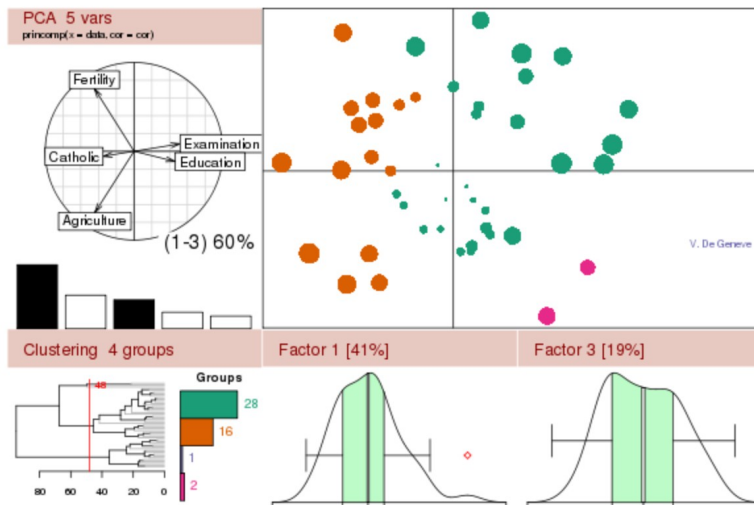 PCA 5 vars
princomp(x = data, cor = cor)
Fertility
Catholic
Examination
Education
Agriculture
(1-3) 60%
V. De Geneve
Clustering 4 groups
Factor 1 [41%]
Factor 3 [19%]
48
Groups
28
16
1
2
80 60 40 20 0